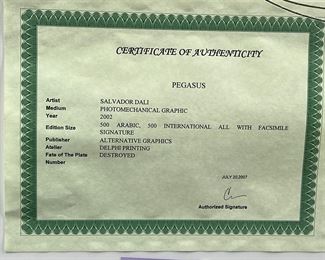 CERTIFICATE OF AUTHENTICITY
PEGASUS
Artist SALVADOR DALI
Medium PHOTOMECHANICAL GRAPHIC
Year 2002
Edition Size 500 ARABIC, 500 INTERNATIONAL ALL WITH FACSIMILE
SIGNATURE
Publisher ALTERNATIVE GRAPHICS
Atelier DELPHI PRINTING
Fate of The Plate DESTROYED
Number
JULY 20,2007
Authorized Signature